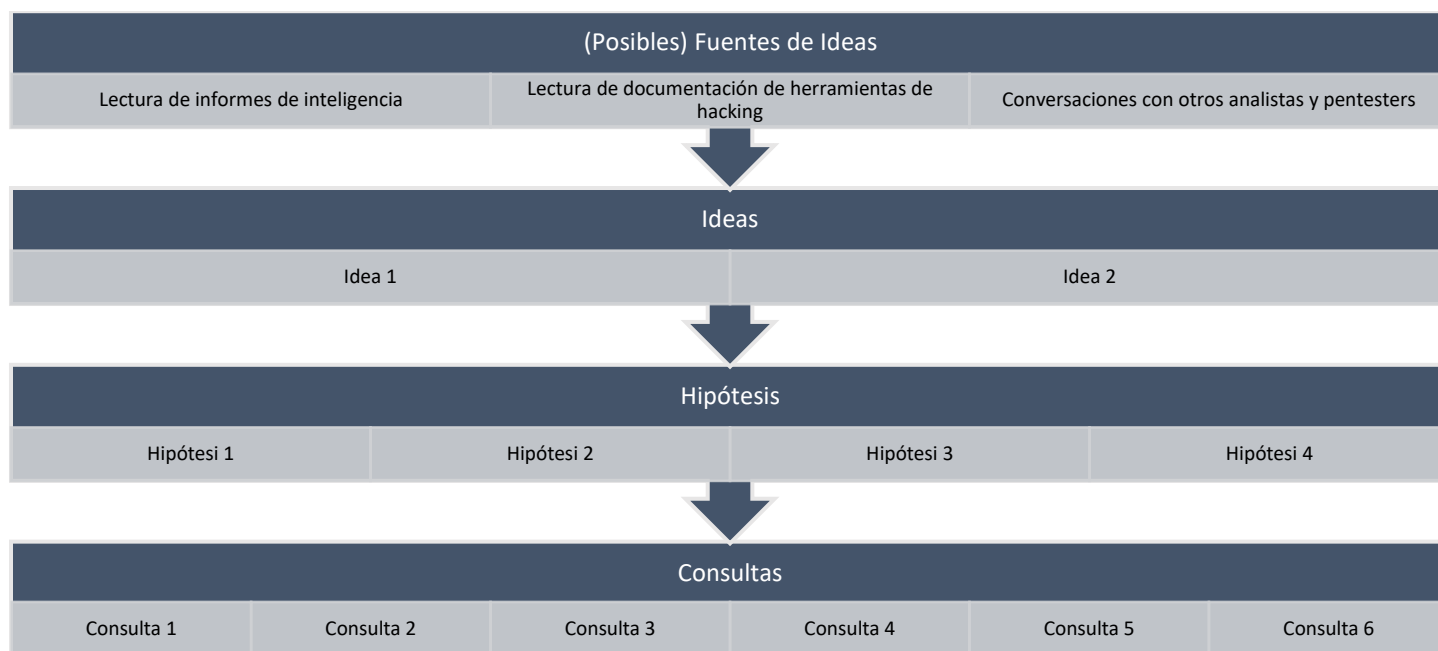 (Posibles) Fuentes de Ideas
Lectura de informes de inteligencia
Lectura de documentación de herramientas de
hacking
Conversaciones con otros analistas y pentesters
Ideas
Idea 1
Idea 2
Hipótesis
Hipótesi 1
Hipótesi 2
Hipótesi 3
Hipótesi 4
Consultas
Consulta 1
Consulta 2
Consulta 3
Consulta 4
Consulta 5
Consulta 6